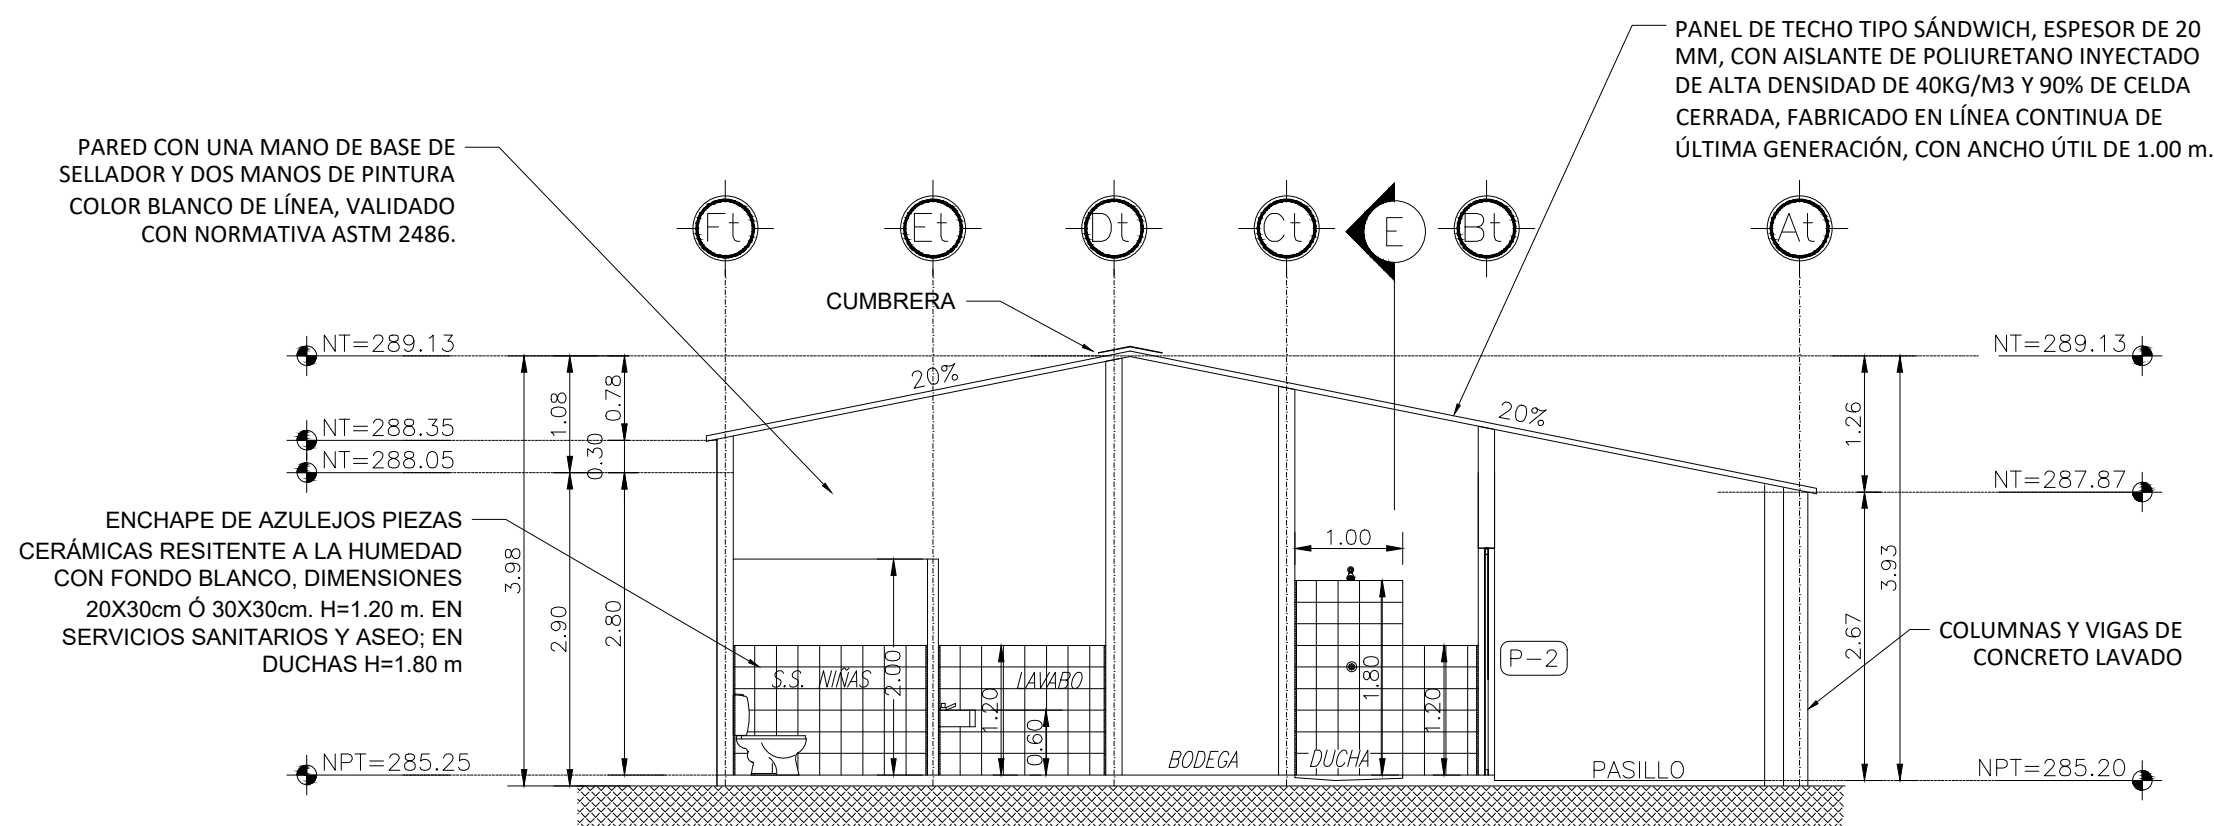 PANEL DE TECHO TIPO SÁNDWICH, ESPESOR DE 20
MM, CON AISLANTE DE POLIURETANO INYECTADO
DE ALTA DENSIDAD DE 40KG/M3 Y 90% DE CELDA
CERRADA, FABRICADO EN LÍNEA CONTINUA DE
ÚLTIMA GENERACIÓN, CON ANCHO ÚTIL DE 1.00 m.
PARED CON UNA MANO DE BASE DE
SELLADOR Y DOS MANOS DE PINTURA
COLOR BLANCO DE LÍNEA, VALIDADO
CON NORMATIVA ASTM 2486.
Ft
Et
Dt
Ct
E
Bt
At
CUMBRERA
NT=289.13
NT=289.13
20%
20%
1.08
0.78
1.26
NT=288.35
0.30
NT=288.05
NT=287.87
ENCHAPE DE AZULEJOS PIEZAS
CERÁMICAS RESITENTE A LA HUMEDAD
CON FONDO BLANCO, DIMENSIONES
20X30cm Ó 30X30cm. H=1.20 m. EN
SERVICIOS SANITARIOS Y ASEO; EN
DUCHAS H=1.80 m
3.98
2.90
2.80
1.00
3.93
2.67
COLUMNAS Y VIGAS DE
CONCRETO LAVADO
P-2
S.S. NIÑAS
2.00
LAVABO
1.20
0.60
1.80
1.20
BODEGA
DUCHA
PASILLO
NPT=285.25
NPT=285.20